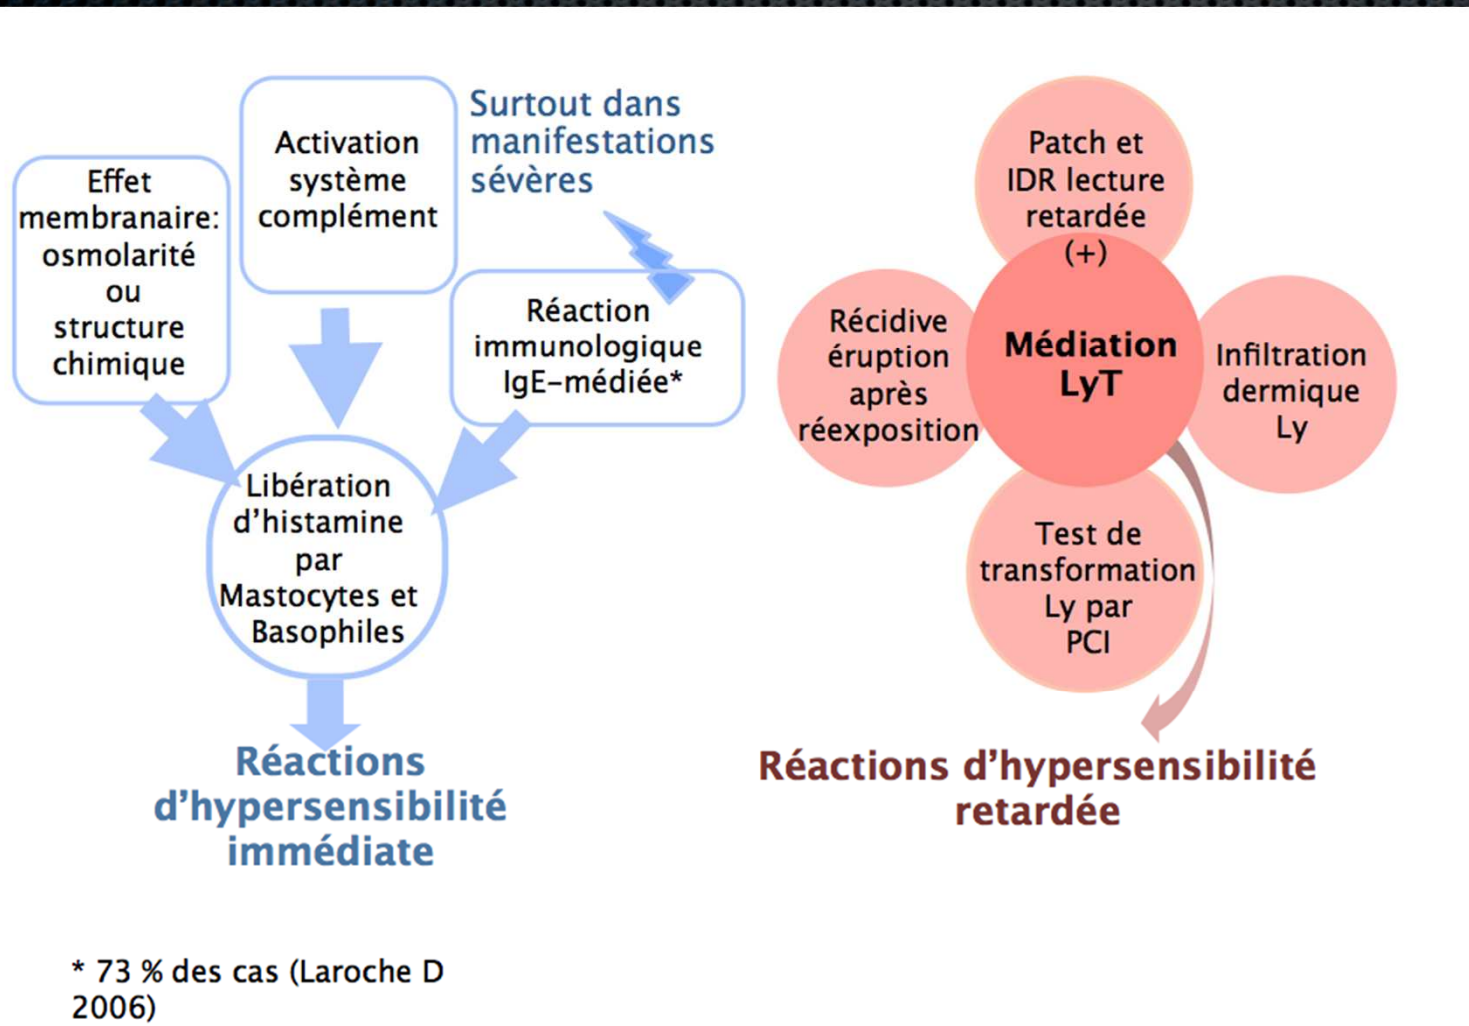 Effet
membranaire:
osmolarité
ou
structure
chimique
Activation
système
complément
Surtout dans
manifestations
sévères
Réaction
immunologique
IgE-médiée*
Libération
d'histamine
par
Mastocytes et
Basophiles
Réactions
d'hypersensibilité
immédiate
* 73 % des cas (Laroche D
2006)
Patch et
IDR lecture
retardée
(+)
Récidive
éruption
après
réexposition
Médiation
LyT
Infiltration
dermique
Ly
Test de
transformation
Ly par
PCI
Réactions d'hypersensibilité
retardée